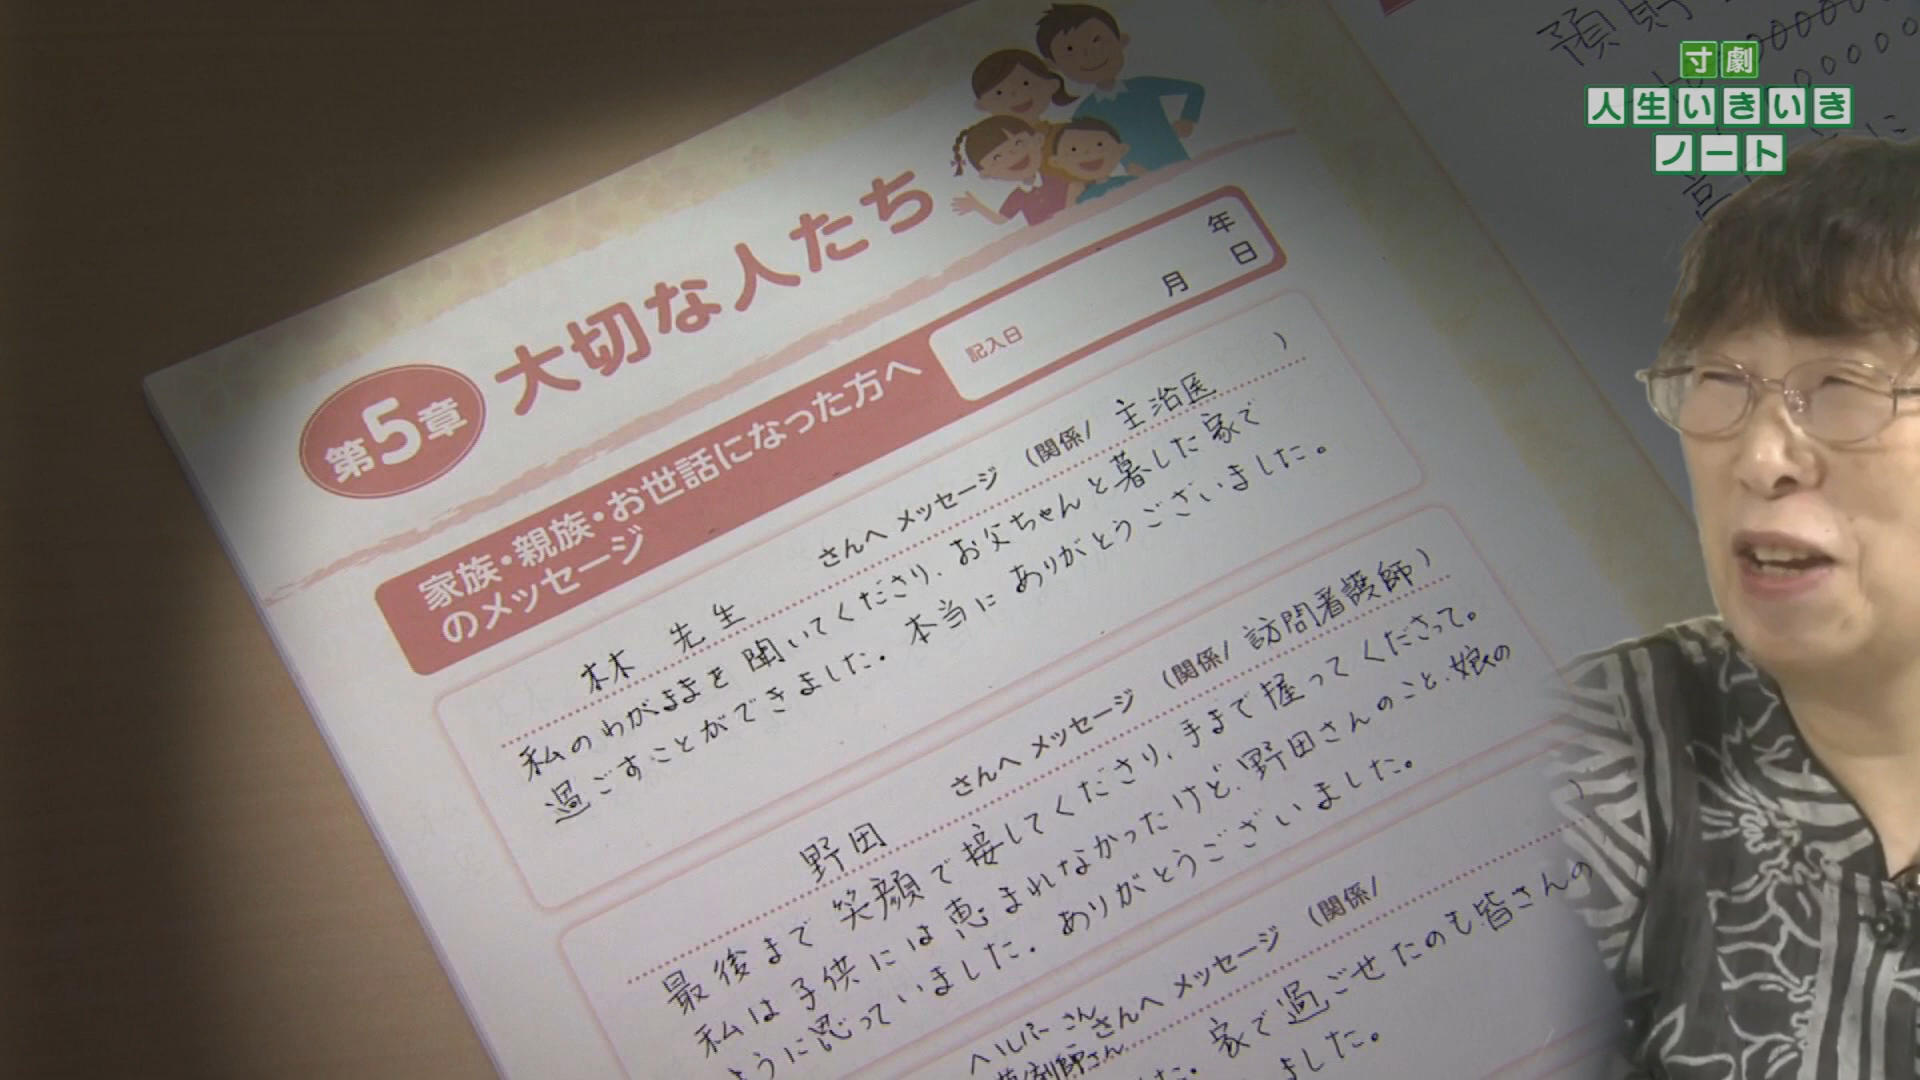 寸劇
人生いきいき
ノート
第5章 大切な人たち
家族・親族・お世話になった方へ
のメッセージ
記入日
年
月 日
林 先生 さんへ メッセージ (関係/ 主治医 )
私のわがままを聞いてくださり、お父ちゃんと暮した家で
過ごすことができました。本当にありがとうございました。
野田 さんへ メッセージ (関係/ 訪問看護師)
最後まで笑顔で接してくださり、手まで握ってくださって。
私は子供には恵まれなかったけど、野田さんのこと、娘の
ように思っていました。ありがとうございました。
ヘルパーさん
薬剤師さん さんへ メッセージ (関係/ )
家で過ごせたのも皆さんの
ました。